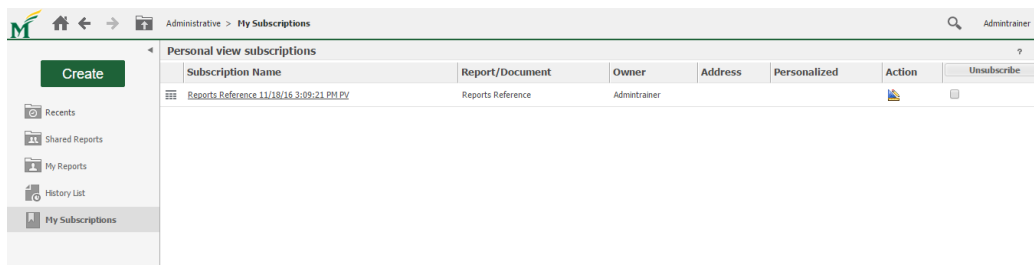 M
Administrative > My Subscriptions
Admintrainer
Personal view subscriptions
?
Create
Subscription Name Report/Document Owner Address Personalized Action Unsubscribe
Reports Reference 11/18/16 3:09:21 PM PV Reports Reference Admintrainer
Recents
Shared Reports
My Reports
History List
My Subscriptions